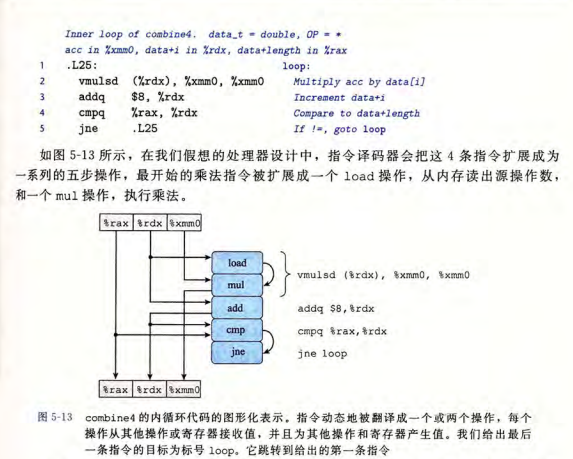 Inner loop of combine4. data_t = double, OP = *
acc in %xmm0, data+i in %rdx, data+length in %rax
1 .L25: loop:
2 vmulsd (%rdx), %xmm0, %xmm0 Multiply acc by data[i]
3 addq $8, %rdx Increment data+i
4 cmpq %rax, %rdx Compare to data+length
5 jne .L25 If !=, goto loop
如图 5-13 所示，在我们假想的处理器设计中，指令译码器会把这 4 条指令扩展成为
一系列的五步操作，最开始的乘法指令被扩展成一个 load 操作，从内存读出源操作数，
和一个 mul 操作，执行乘法。
%rax %rdx %xmm0
load
mul
vmulsd (%rdx), %xmm0, %xmm0
add
addq $8,%rdx
cmp
cmpq %rax,%rdx
jne
jne loop
%rax %rdx %xmm0
图 5-13 combine4 的内循环代码的图形化表示。指令动态地被翻译成一个或两个操作，每个
操作从其他操作或寄存器接收值，并且为其他操作和寄存器产生值。我们给出最后
一条指令的目标为标号 loop。它跳转到给出的第一条指令